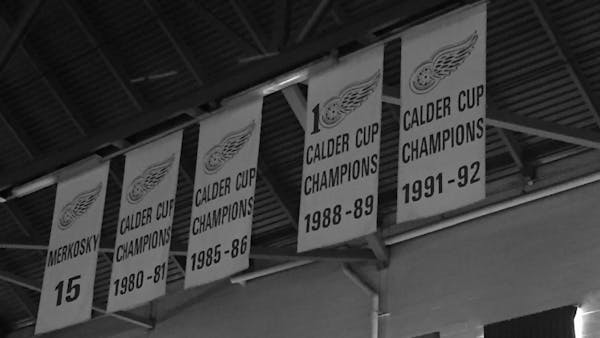 MERKOSKY
15
CALDER CUP
CHAMPIONS
1980-81
CALDER CUP
CHAMPIONS
1985-86
1
CALDER CUP
CHAMPIONS
1988-89
CALDER CUP
CHAMPIONS
1991-92